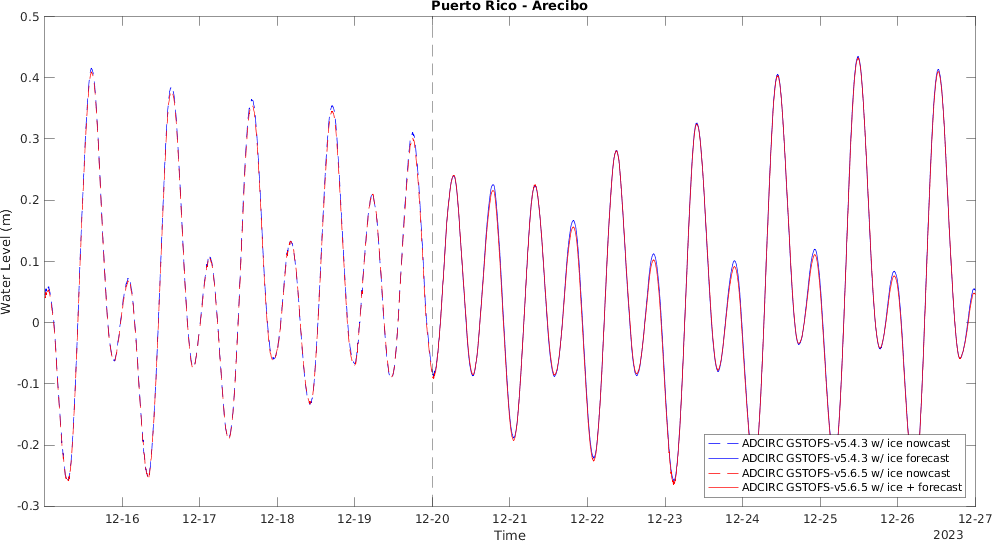 Puerto Rico - Arecibo
0.5
0.4
0.3
0.2
0.1
0
-0.1
-0.2
-0.3
Water Level (m)
ADCIRC GSTOFS-v5.4.3 w/ ice nowcast
ADCIRC GSTOFS-v5.4.3 w/ ice forecast
ADCIRC GSTOFS-v5.6.5 w/ ice nowcast
ADCIRC GSTOFS-v5.6.5 w/ ice + forecast
12-16 12-17 12-18 12-19 12-20 12-21 12-22 12-23 12-24 12-25 12-26 12-27
Time
2023